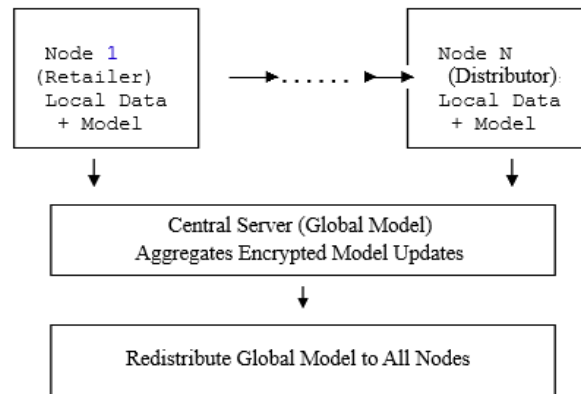 Node 1
(Retailer)
Local Data
+ Model
......
Node N
(Distributor):
Local Data
+ Model
Central Server (Global Model)
Aggregates Encrypted Model Updates
Redistribute Global Model to All Nodes